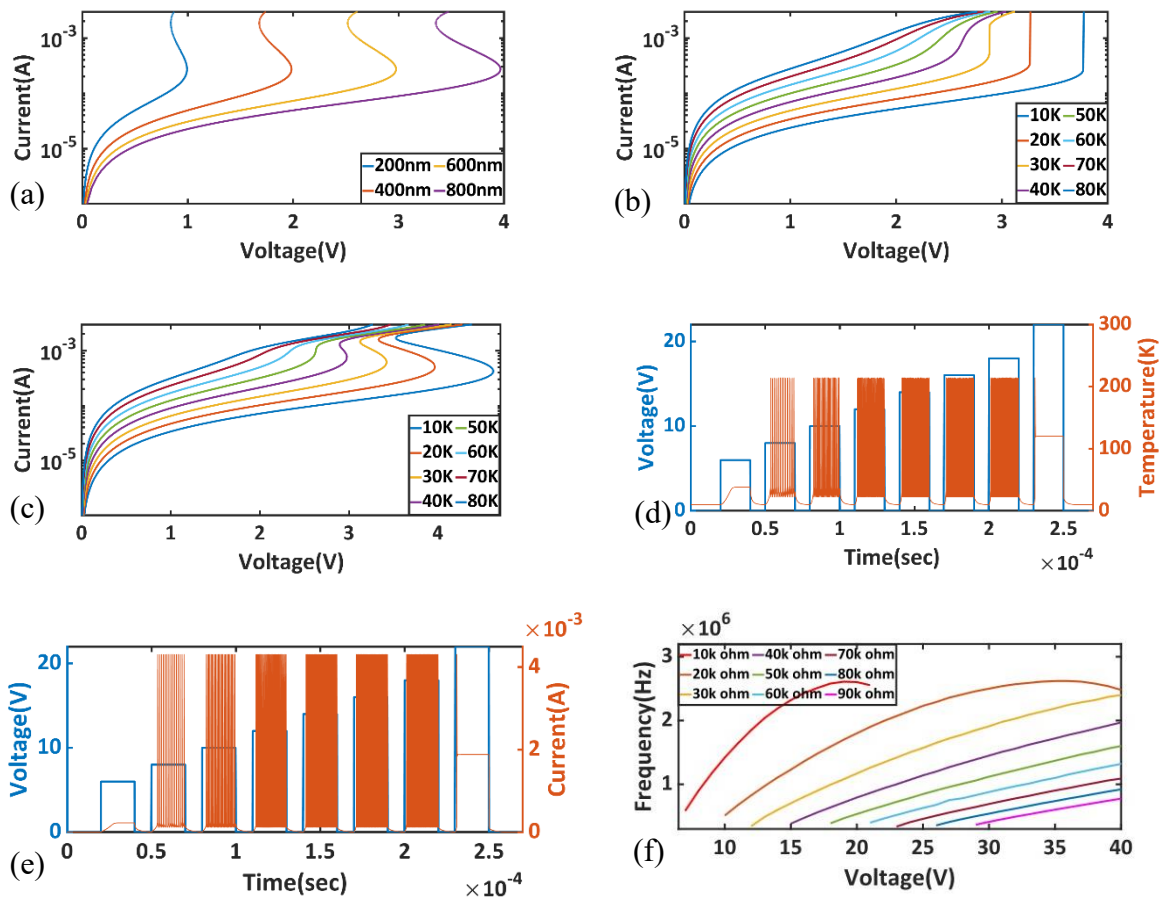 10⁻³
10⁻⁵
Current(A)
200nm 600nm
400nm 800nm
0 1 2 3 4
Voltage(V)
(a)
10⁻³
10⁻⁵
Current(A)
10K 50K
20K 60K
30K 70K
40K 80K
0 1 2 3 4
Voltage(V)
(b)
10⁻³
10⁻⁵
Current(A)
10K 50K
20K 60K
30K 70K
40K 80K
0 1 2 3 4
Voltage(V)
(c)
20
10
0
Voltage(V)
300
200
100
0
Temperature(K)
0 0.5 1 1.5 2 2.5
Time(sec)
×10⁻⁴
(d)
×10⁻³
20
10
0
Voltage(V)
4
2
0
Current(A)
0 0.5 1 1.5 2 2.5
Time(sec)
×10⁻⁴
(e)
×10⁶
3
2
1
Frequency(Hz)
10k ohm 40k ohm 70k ohm
20k ohm 50k ohm 80k ohm
30k ohm 60k ohm 90k ohm
10 15 20 25 30 35 40
Voltage(V)
(f)